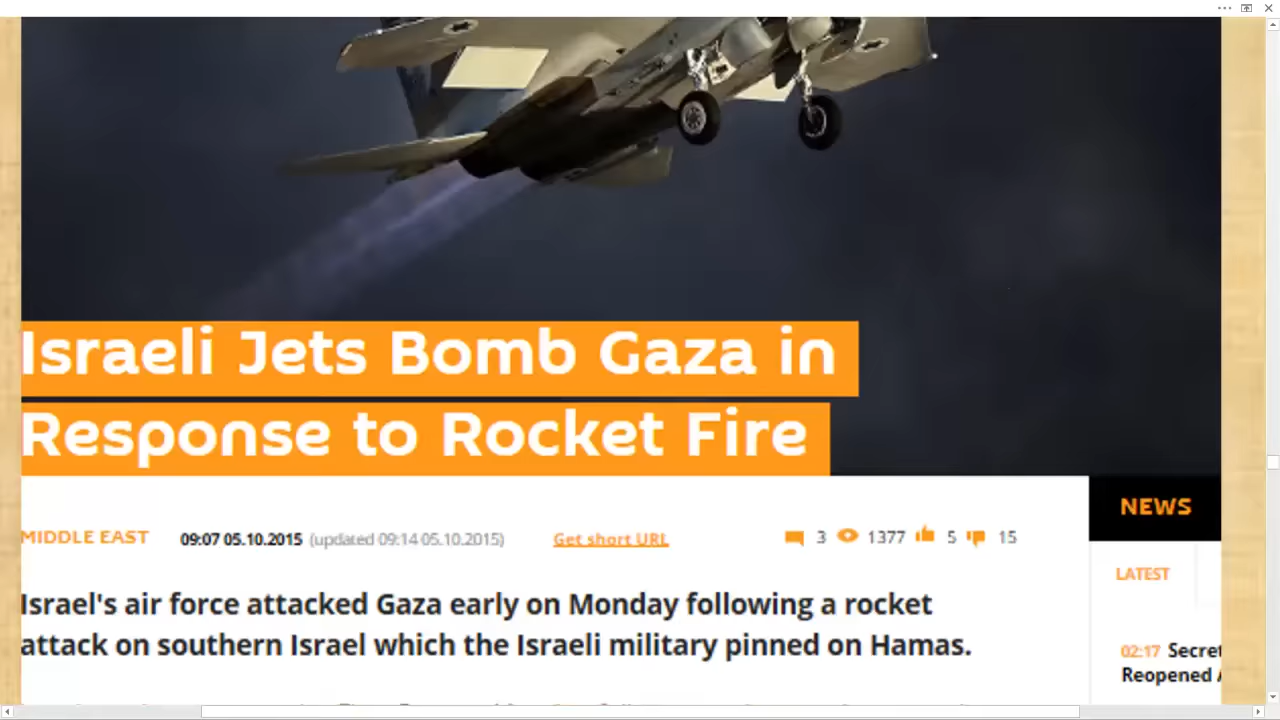 Israeli Jets Bomb Gaza in
Response to Rocket Fire
NEWS
MIDDLE EAST 09:07 05.10.2015 (updated 09:14 05.10.2015) Get short URL 3 1377 5 15
LATEST
Israel's air force attacked Gaza early on Monday following a rocket
attack on southern Israel which the Israeli military pinned on Hamas.
02:17 Secret
Reopened